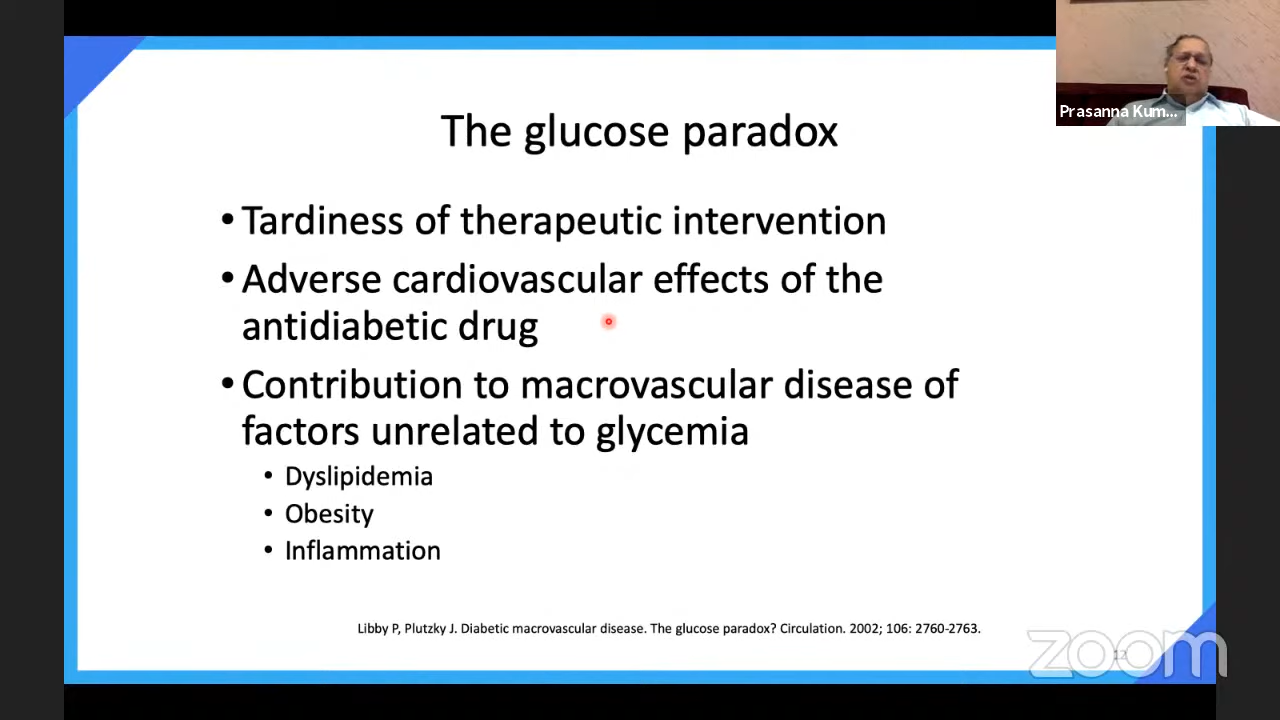 Prasanna Kum...
The glucose paradox
• Tardiness of therapeutic intervention
• Adverse cardiovascular effects of the
antidiabetic drug
• Contribution to macrovascular disease of
factors unrelated to glycemia
• Dyslipidemia
• Obesity
• Inflammation
Libby P, Plutzky J. Diabetic macrovascular disease. The glucose paradox? Circulation. 2002; 106: 2760-2763.
12
zoom